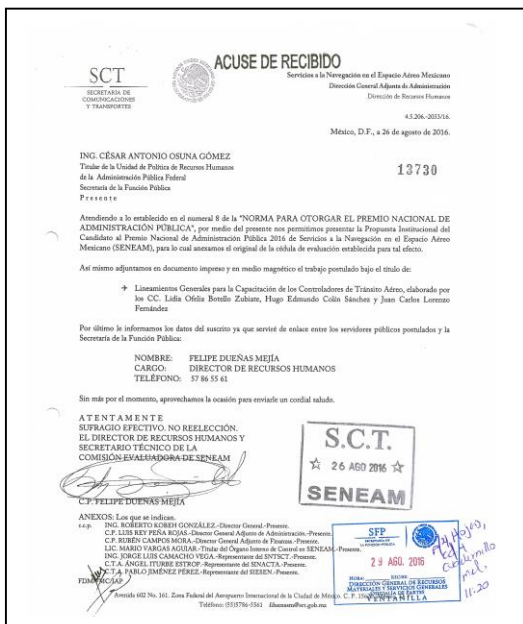 ACUSE DE RECIBIDO
SCT
SECRETARÍA DE
COMUNICACIONES
Y TRANSPORTES
Servicios a la Navegación en el Espacio Aéreo Mexicano
Dirección General Adjunta de Administración
Dirección de Recursos Humanos
4.5.206.-2033/16.
México, D.F., a 26 de agosto de 2016.
ING. CÉSAR ANTONIO OSUNA GÓMEZ
Titular de la Unidad de Política de Recursos Humanos
de la Administración Pública Federal
Secretaría de la Función Pública
P r e s e n t e
13730
Atendiendo a lo establecido en el numeral 8 de la "NORMA PARA OTORGAR EL PREMIO NACIONAL DE
ADMINISTRACIÓN PÚBLICA", por medio del presente nos permitimos presentar la Propuesta Institucional del
Candidato al Premio Nacional de Administración Pública 2016 de Servicios a la Navegación en el Espacio Aéreo
Mexicano (SENEAM), para lo cual anexamos el original de la cédula de evaluación establecida para tal efecto.
Así mismo adjuntamos en documento impreso y en medio magnético el trabajo postulado bajo el título de:
→ Lineamientos Generales para la Capacitación de los Controladores de Tránsito Aéreo, elaborado por
los CC. Lidia Ofelia Botello Zubiate, Hugo Edmundo Colín Sánchez y Juan Carlos Lorenzo
Fernández
Por último le informamos los datos del suscrito ya que serviré de enlace entre los servidores públicos postulados y la
Secretaría de la Función Pública:
NOMBRE: FELIPE DUEÑAS MEJÍA
CARGO: DIRECTOR DE RECURSOS HUMANOS
TELÉFONO: 57 86 55 61
Sin más por el momento, aprovechamos la ocasión para enviarle un cordial saludo.
A T E N T A M E N T E
SUFRAGIO EFECTIVO. NO REELECCIÓN.
EL DIRECTOR DE RECURSOS HUMANOS Y
SECRETARIO TÉCNICO DE LA
COMISIÓN EVALUADORA DE SENEAM
S.C.T.
☆ 26 AGO 2016 ☆
SENEAM
C.P. FELIPE DUEÑAS MEJÍA
ANEXOS: Los que se indican.
c.c.p. ING. ROBERTO KOBEH GONZÁLEZ.-Director General.-Presente.
C.P. LUIS REY PEÑA ROJAS.-Director General Adjunto de Administración.-Presente.
C.P. RUBÉN CAMPOS MORA.-Director General Adjunto de Finanzas.-Presente.
LIC. MARIO VARGAS AGUIAR.-Titular del Órgano Interno de Control en SENEAM.-Presente.
ING. JORGE LUIS CAMACHO VEGA.-Representante del SNTSCT.-Presente.
C.T.A. ÁNGEL ITURBE ESTROP.-Representante del SINACTA.-Presente.
C.T.A. PABLO JIMÉNEZ PÉREZ.-Representante del SIESEN.-Presente.
SFP
29 AGO. 2016
DIRECCIÓN GENERAL DE RECURSOS
MATERIALES Y SERVICIOS GENERALES
OFICIALÍA DE PARTES
VENTANILLA
11:20
Avenida 602 No. 161. Zona Federal del Aeropuerto Internacional de la Ciudad de México. C. P.
Teléfono: (55)5786-5561